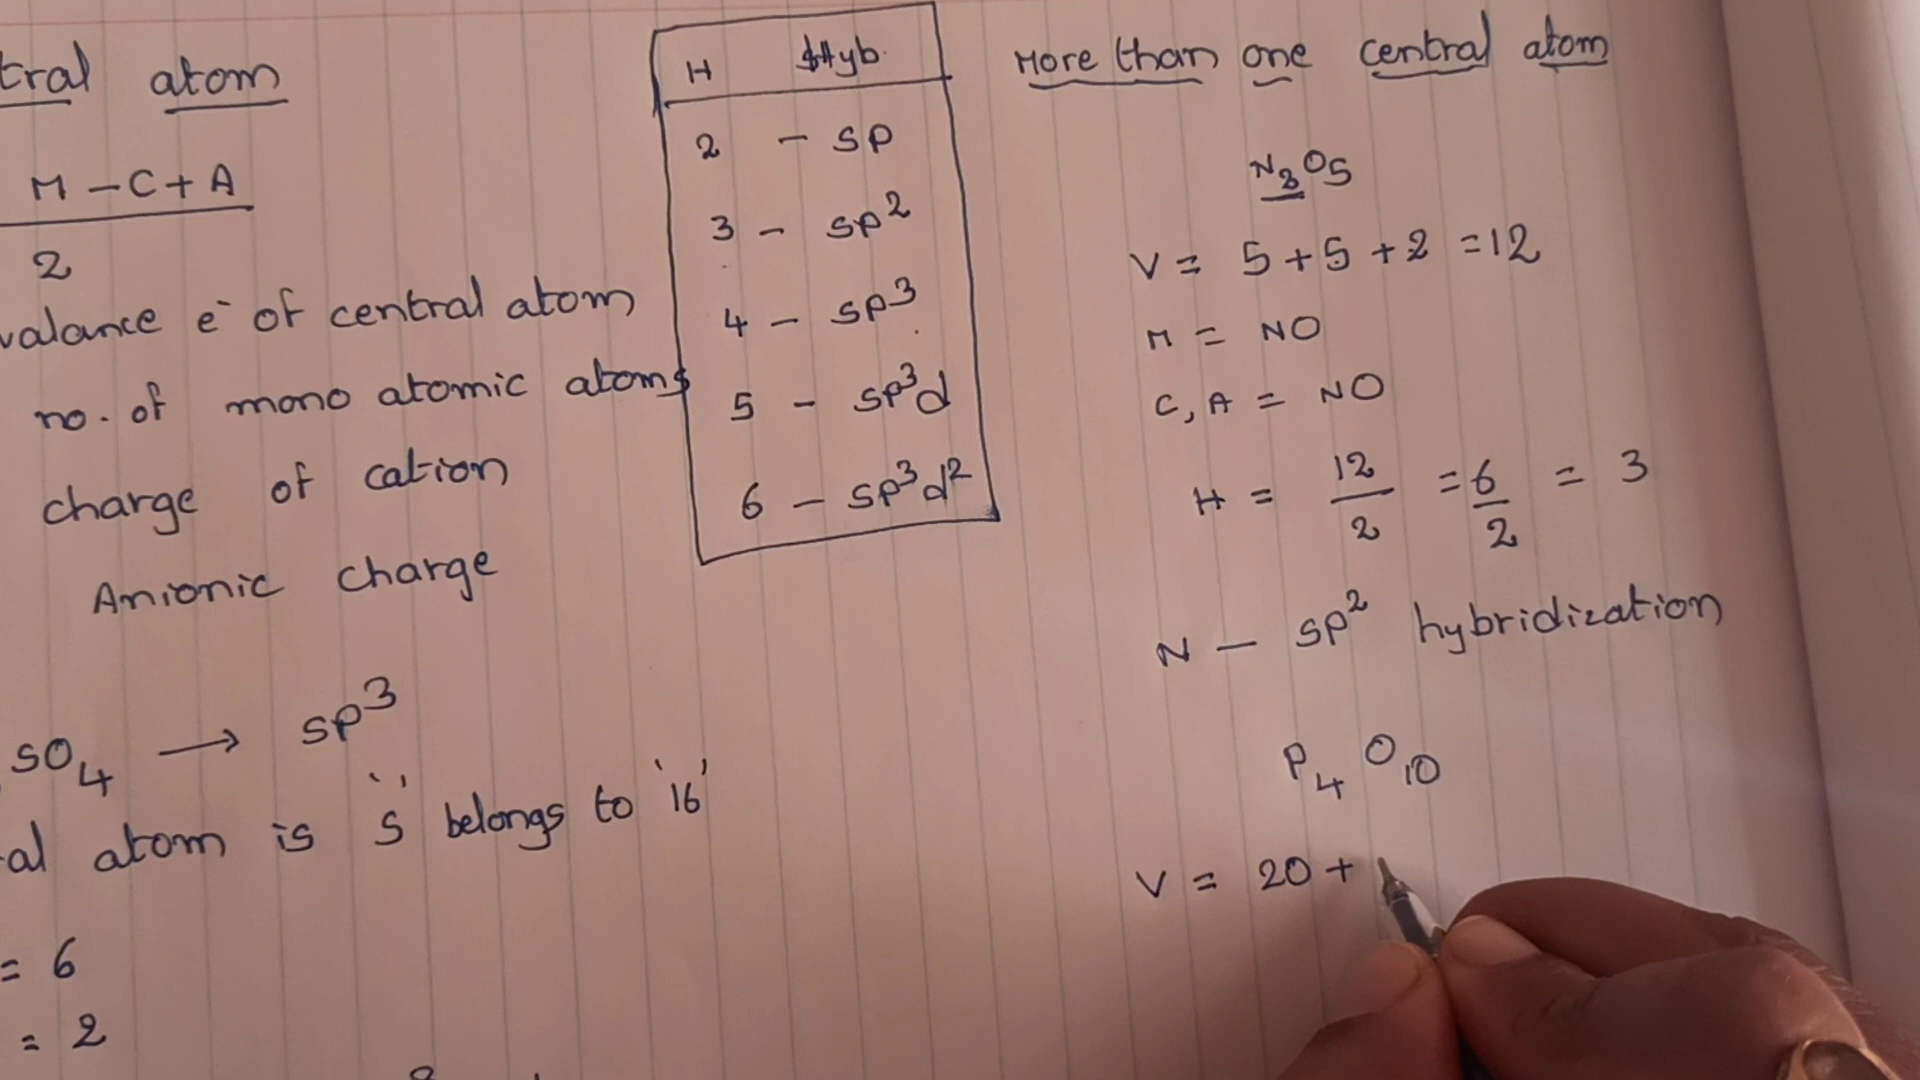 tral atom
M - C + A
2
valance e⁻ of central atom
no. of mono atomic atoms
charge of cation
Anionic charge
SO₄ → sp³
al atom is 'S' belongs to '16'
= 6
= 2
H Hyb.
2 - sp
3 - sp²
4 - sp³
5 - sp³d
6 - sp³d²
More than one central atom
O₅
V = 5 + 5 + 2 = 12
M = NO
C, A = NO
H = 12/2 = 6/2 = 3
N - sp² hybridization
P₄O₁₀
V = 20 +